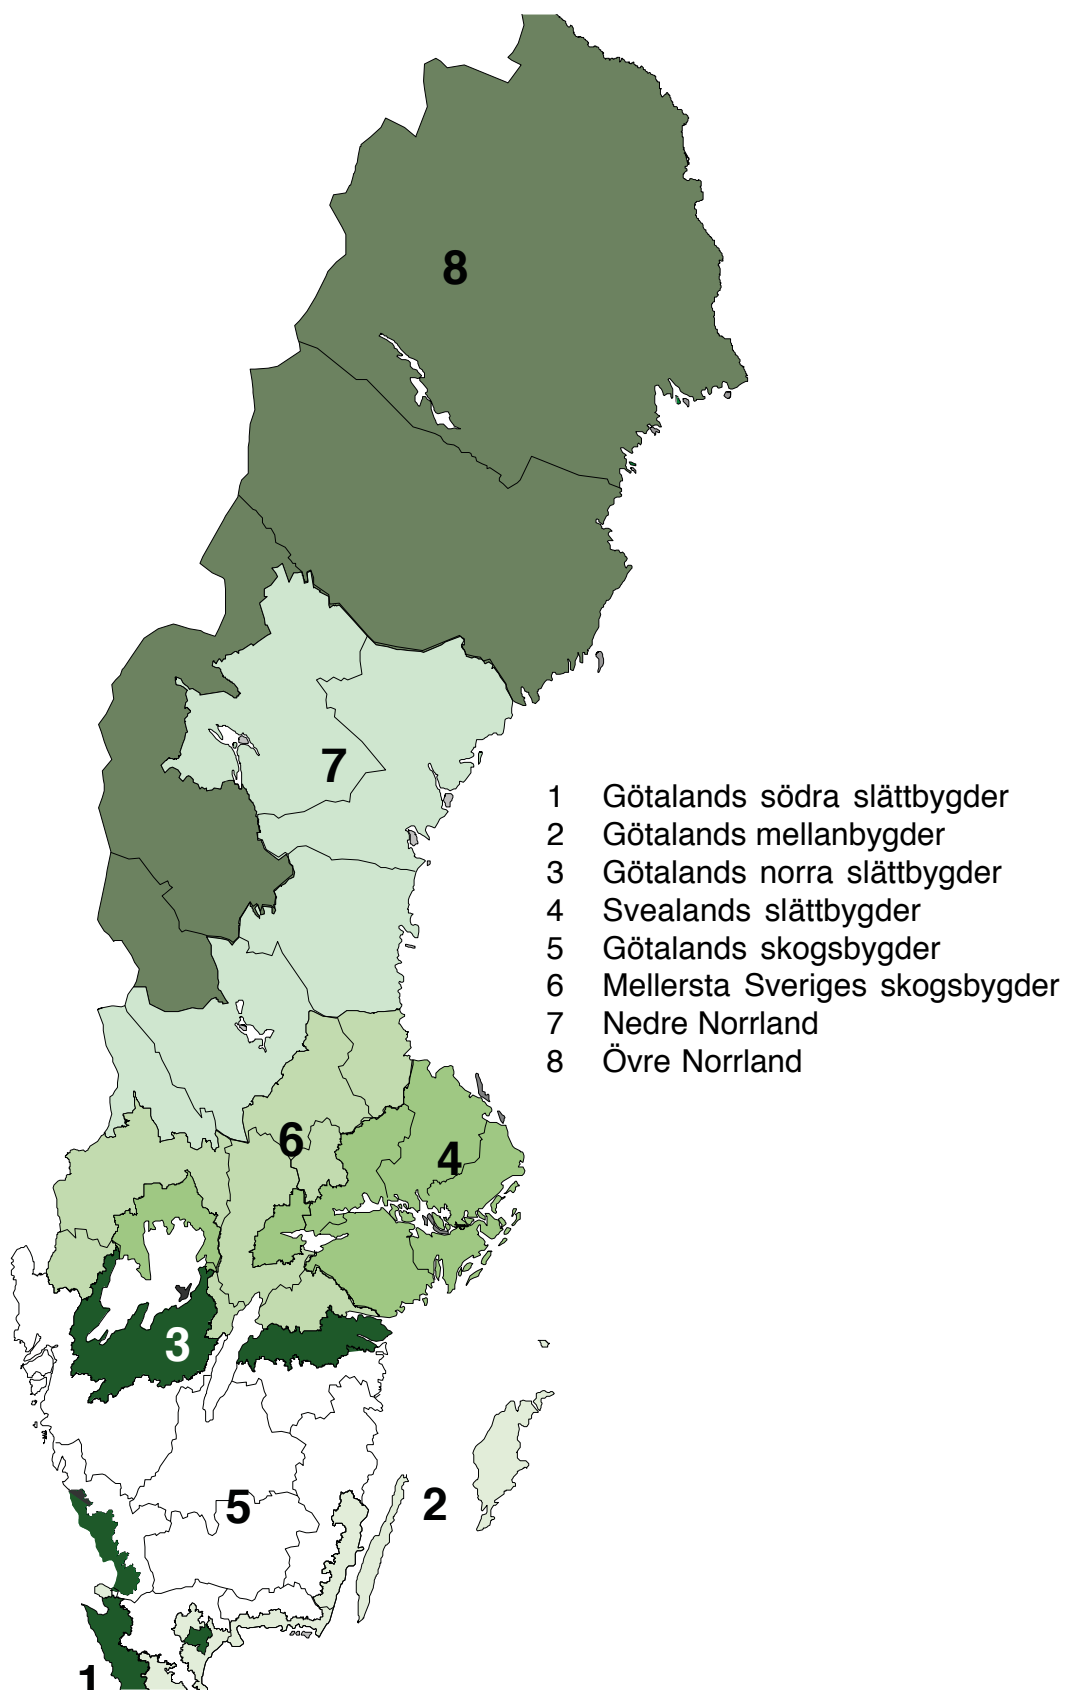 8
7
1 Götalands södra slättbygder
2 Götalands mellanbygder
3 Götalands norra slättbygder
4 Svealands slättbygder
5 Götalands skogsbygder
6 Mellersta Sveriges skogsbygder
7 Nedre Norrland
8 Övre Norrland
6
4
3
2
5
1